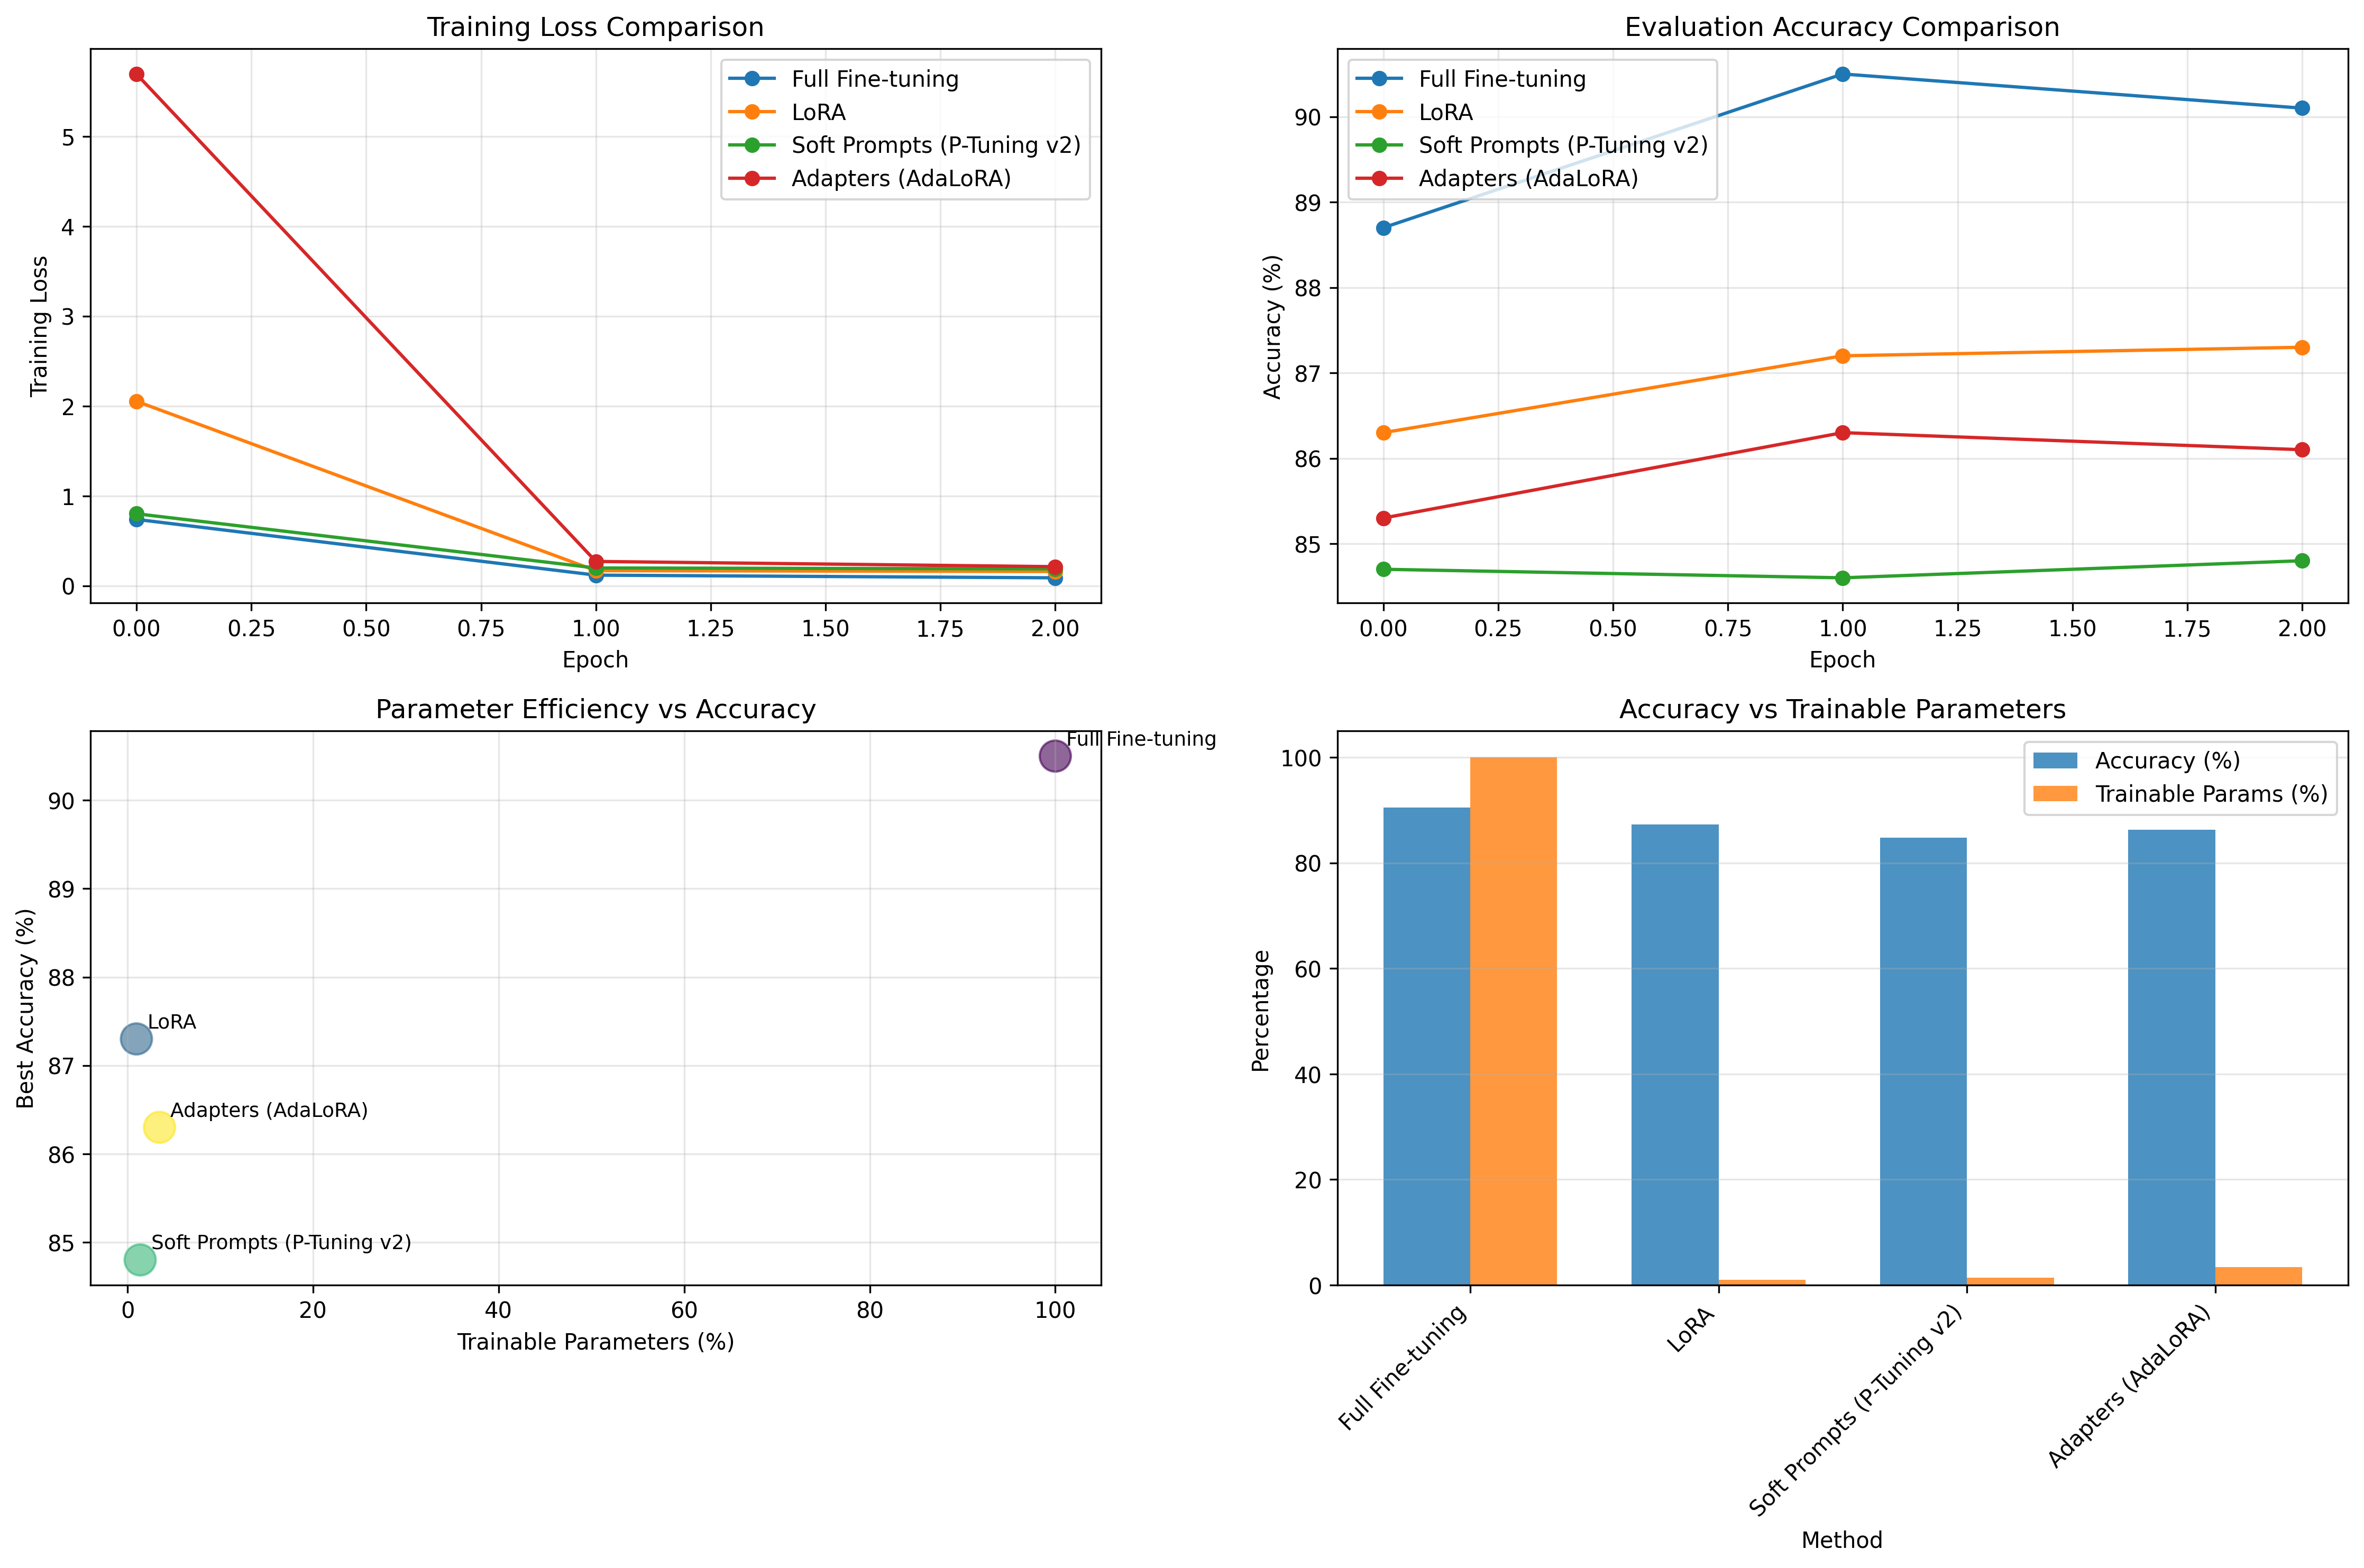 Training Loss Comparison
Full Fine-tuning
LoRA
Soft Prompts (P-Tuning v2)
Adapters (AdaLoRA)
Training Loss
5
4
3
2
1
0
0.00 0.25 0.50 0.75 1.00 1.25 1.50 1.75 2.00
Epoch
Evaluation Accuracy Comparison
Full Fine-tuning
LoRA
Soft Prompts (P-Tuning v2)
Adapters (AdaLoRA)
Accuracy (%)
90
89
88
87
86
85
0.00 0.25 0.50 0.75 1.00 1.25 1.50 1.75 2.00
Epoch
Parameter Efficiency vs Accuracy
Full Fine-tuning
LoRA
Adapters (AdaLoRA)
Soft Prompts (P-Tuning v2)
Best Accuracy (%)
90
89
88
87
86
85
0 20 40 60 80 100
Trainable Parameters (%)
Accuracy vs Trainable Parameters
Accuracy (%)
Trainable Params (%)
Percentage
100
80
60
40
20
0
Full Fine-tuning
LoRA
Soft Prompts (P-Tuning v2)
Adapters (AdaLoRA)
Method